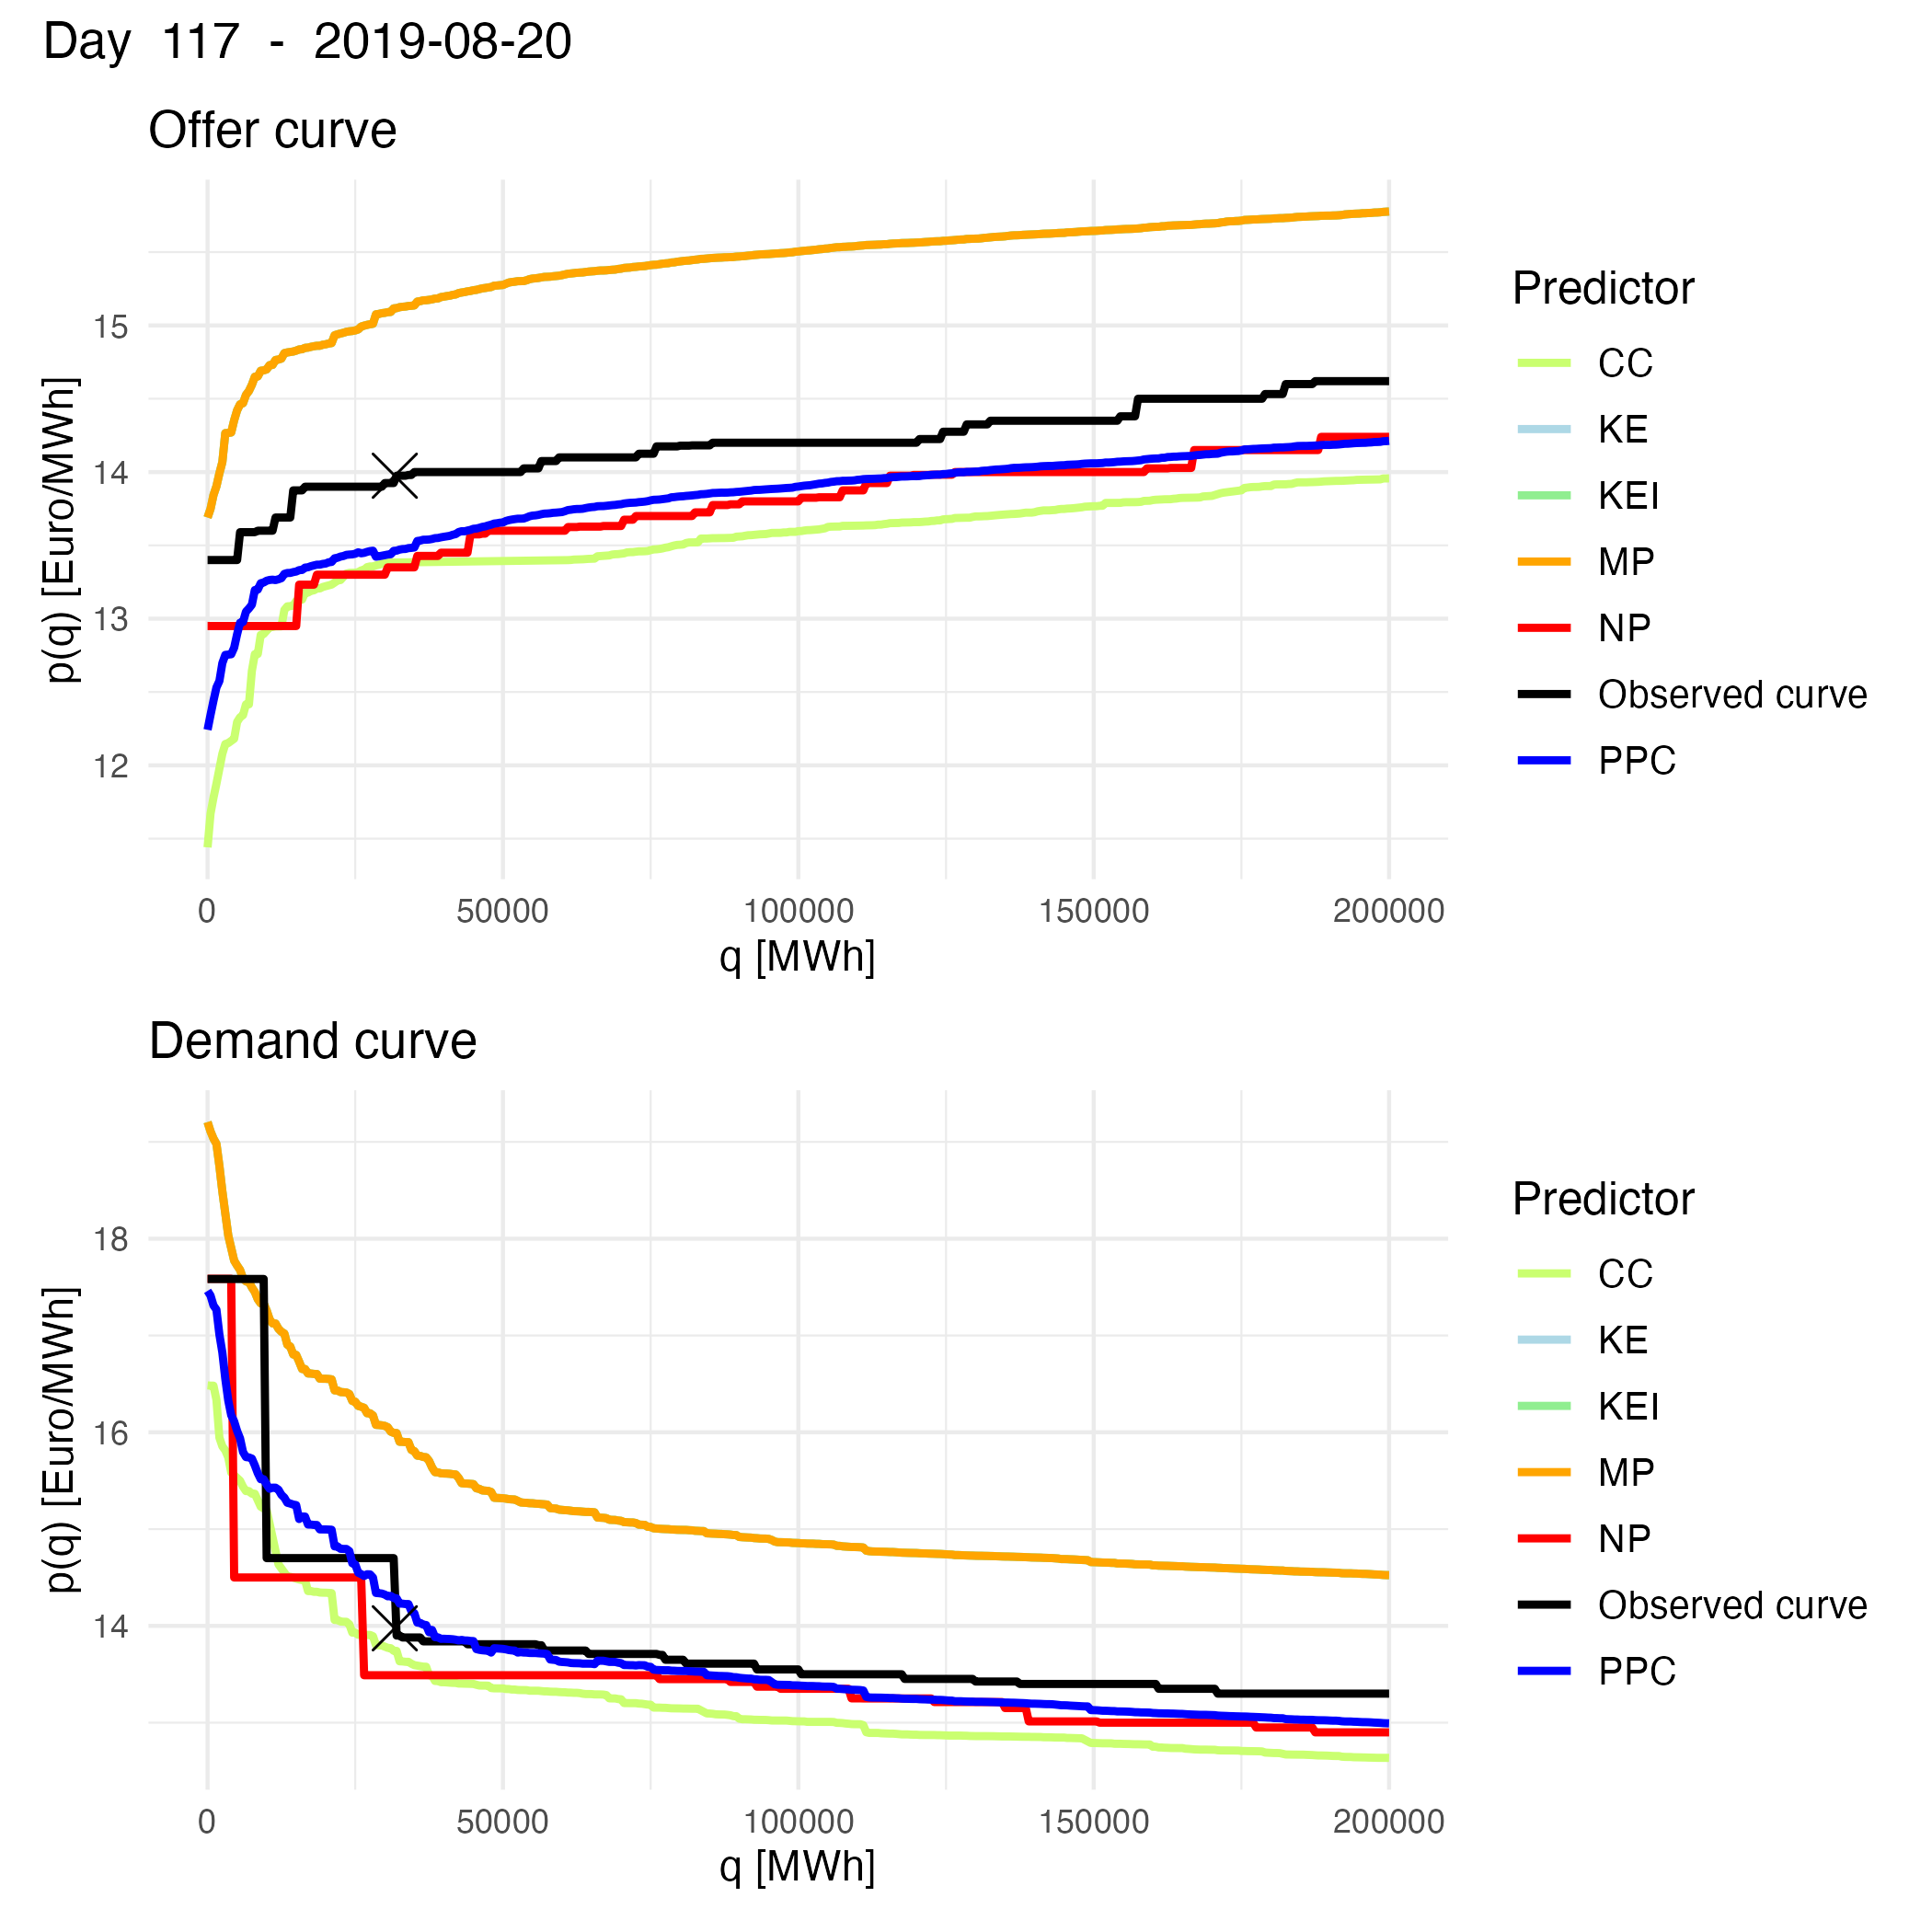 Day 117 - 2019-08-20
Offer curve
p(q) [Euro/MWh]
15
14
13
12
0 50000 100000 150000 200000
q [MWh]
Predictor
CC
KE
KEI
MP
NP
Observed curve
PPC
Demand curve
p(q) [Euro/MWh]
18
16
14
0 50000 100000 150000 200000
q [MWh]
Predictor
CC
KE
KEI
MP
NP
Observed curve
PPC